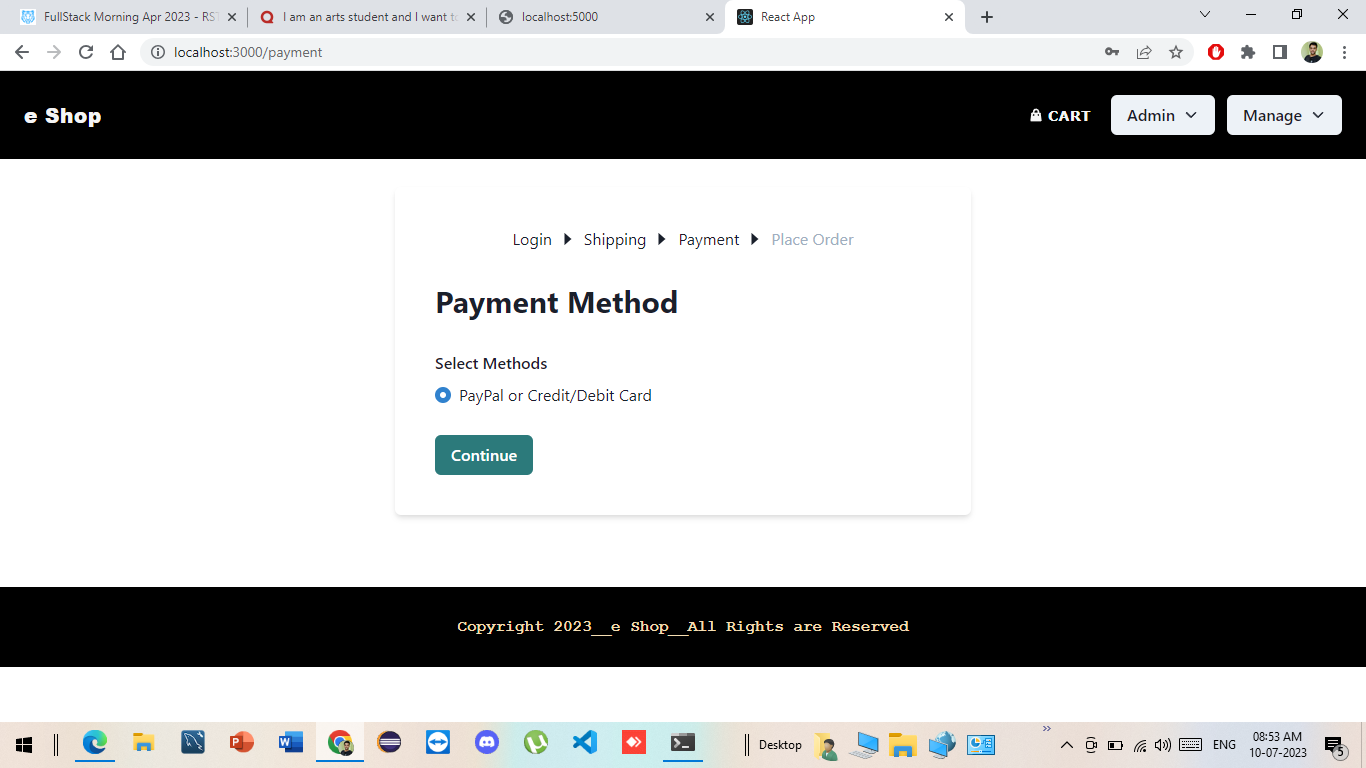 FullStack Morning Apr 2023 - RST
I am an arts student and I want to
localhost:5000
React App
localhost:3000/payment
e Shop
CART
Admin
Manage
Login
Shipping
Payment
Place Order
Payment Method
Select Methods
PayPal or Credit/Debit Card
Continue
Copyright 2023__e Shop__All Rights are Reserved
Desktop
ENG
08:53 AM
10-07-2023
5